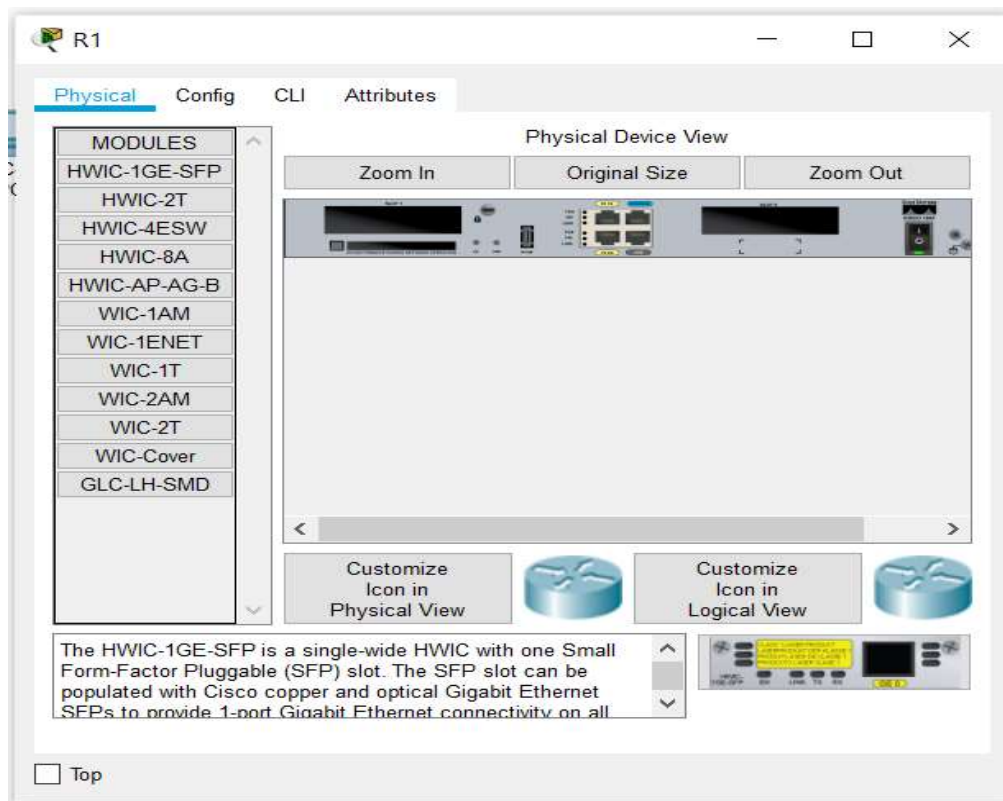 R1
Physical Config CLI Attributes
MODULES
HWIC-1GE-SFP
HWIC-2T
HWIC-4ESW
HWIC-8A
HWIC-AP-AG-B
WIC-1AM
WIC-1ENET
WIC-1T
WIC-2AM
WIC-2T
WIC-Cover
GLC-LH-SMD
Physical Device View
Zoom In Original Size Zoom Out
Customize
Icon in
Physical View
Customize
Icon in
Logical View
The HWIC-1GE-SFP is a single-wide HWIC with one Small
Form-Factor Pluggable (SFP) slot. The SFP slot can be
populated with Cisco copper and optical Gigabit Ethernet
SFPs to provide 1-port Gigabit Ethernet connectivity on all
Top